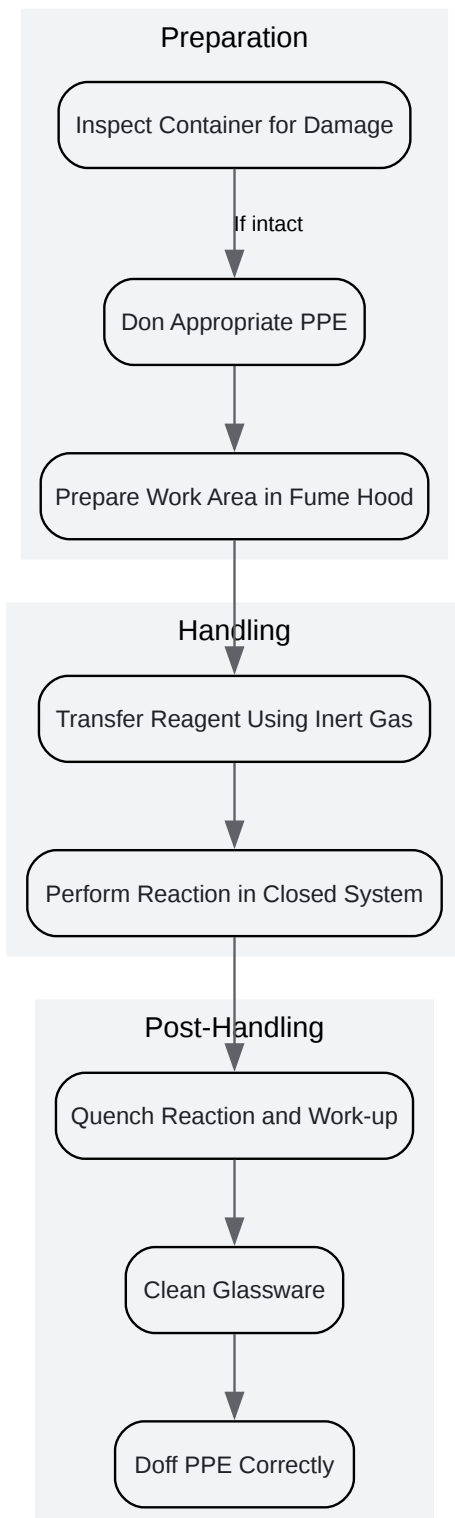 Preparation
Inspect Container for Damage
If intact
Don Appropriate PPE
Prepare Work Area in Fume Hood
Handling
Transfer Reagent Using Inert Gas
Perform Reaction in Closed System
Post-Handling
Quench Reaction and Work-up
Clean Glassware
Doff PPE Correctly